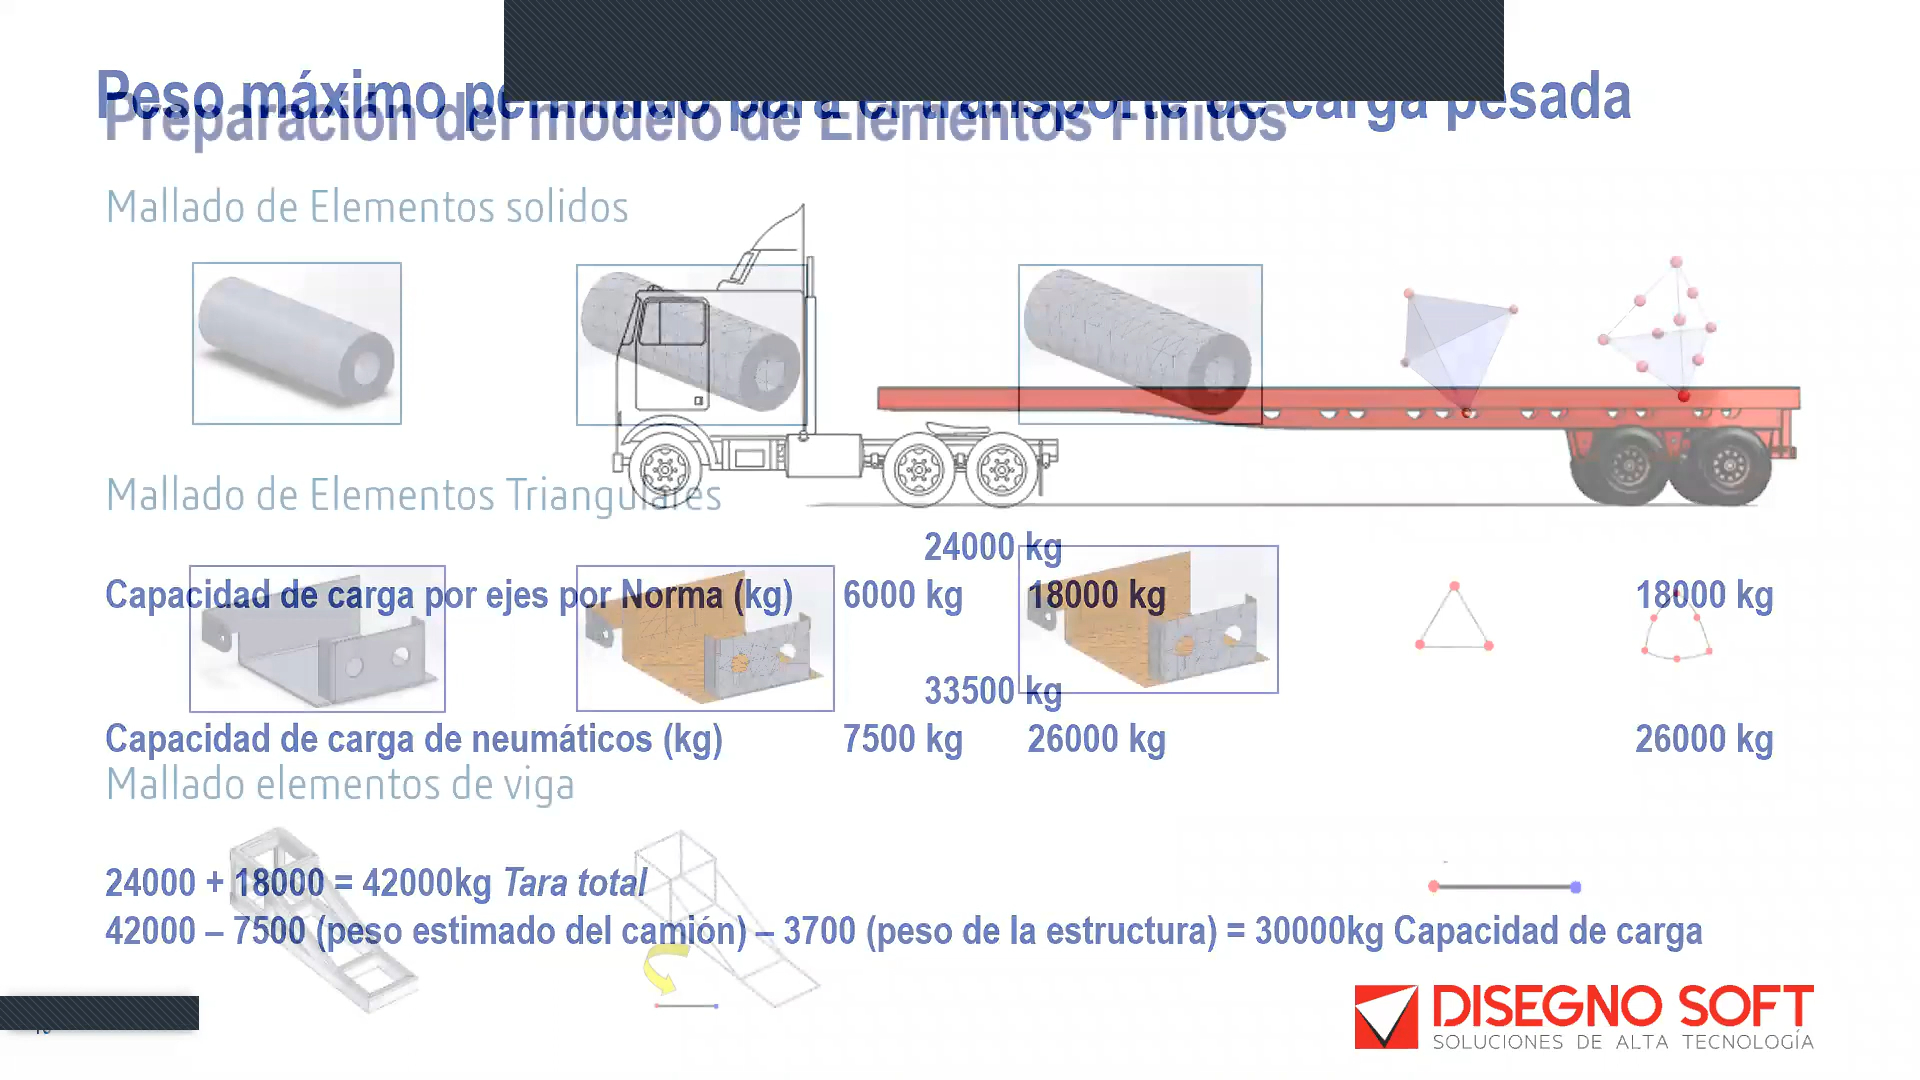 Peso máximo permitido para el transporte de carga pesada
Preparación del modelo de Elementos Finitos
Mallado de Elementos solidos
Mallado de Elementos Triangulares
24000 kg
Capacidad de carga por ejes por Norma (kg) 6000 kg 18000 kg 18000 kg
33500 kg
Capacidad de carga de neumáticos (kg) 7500 kg 26000 kg 26000 kg
Mallado elementos de viga
24000 + 18000 = 42000kg Tara total
42000 – 7500 (peso estimado del camión) – 3700 (peso de la estructura) = 30000kg Capacidad de carga
DISEGNO SOFT
SOLUCIONES DE ALTA TECNOLOGÍA